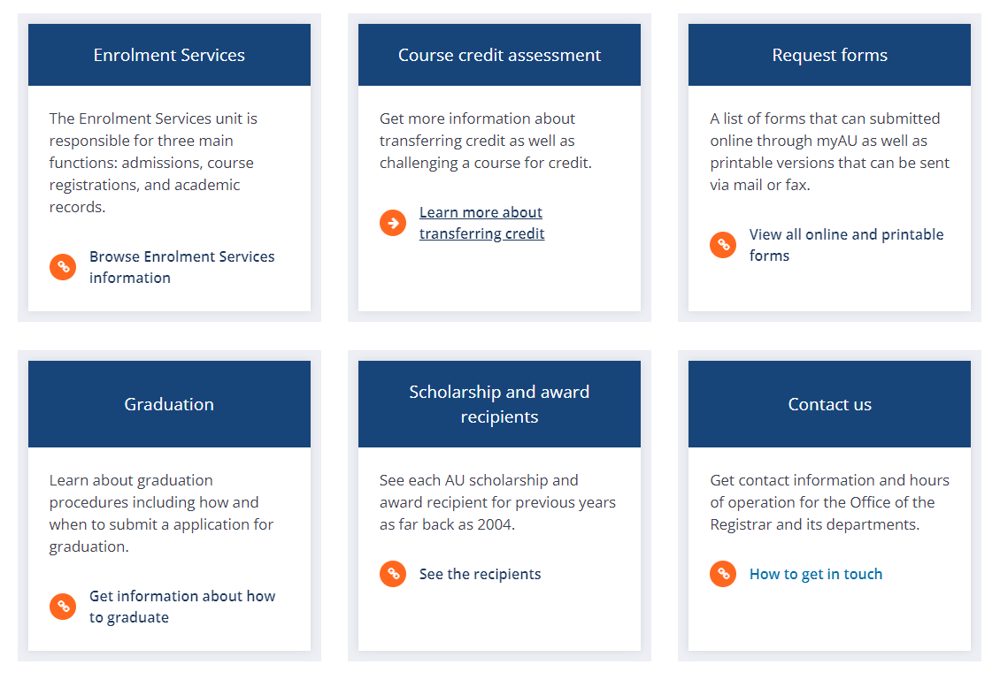 Enrolment Services
The Enrolment Services unit is
responsible for three main
functions: admissions, course
registrations, and academic
records.
Browse Enrolment Services
information
Course credit assessment
Get more information about
transferring credit as well as
challenging a course for credit.
Learn more about
transferring credit
Request forms
A list of forms that can submitted
online through myAU as well as
printable versions that can be sent
via mail or fax.
View all online and printable
forms
Graduation
Learn about graduation
procedures including how and
when to submit a application for
graduation.
Get information about how
to graduate
Scholarship and award
recipients
See each AU scholarship and
award recipient for previous years
as far back as 2004.
See the recipients
Contact us
Get contact information and hours
of operation for the Office of the
Registrar and its departments.
How to get in touch